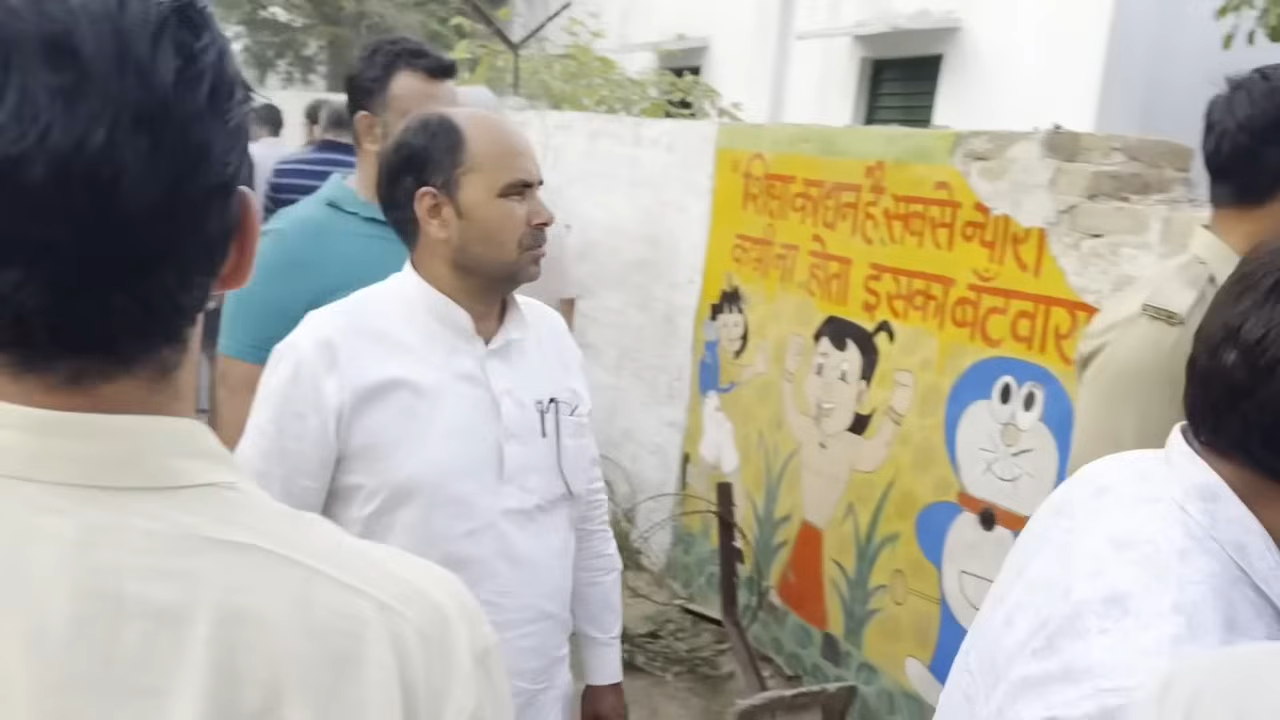 "शिक्षा का धन है सबसे न्यारा
कभी ना होता इसका बँटवारा